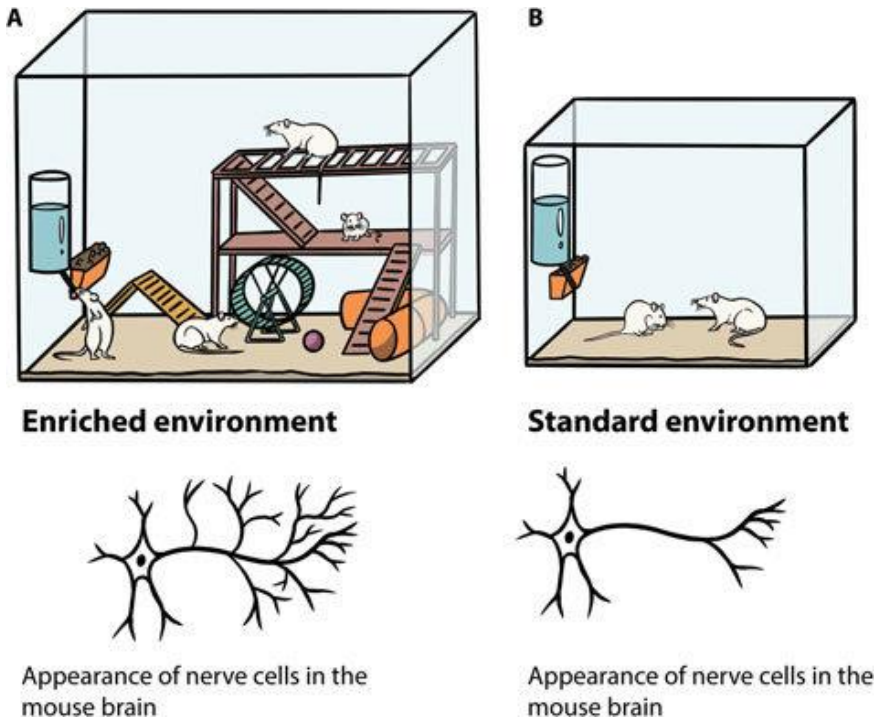 A
B
Enriched environment
Standard environment
Appearance of nerve cells in the
mouse brain
Appearance of nerve cells in the
mouse brain